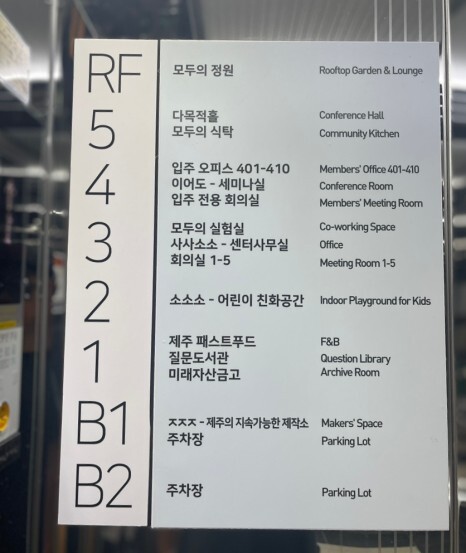 RF 모두의 정원 Rooftop Garden & Lounge
5 다목적홀 Conference Hall
모두의 식탁 Community Kitchen
4 입주 오피스 401-410 Members' Office 401-410
이어도 - 세미나실 Conference Room
입주 전용 회의실 Members' Meeting Room
3 모두의 실험실 Co-working Space
사사소소 - 센터사무실 Office
회의실 1-5 Meeting Room 1-5
2 소소소 - 어린이 친화공간 Indoor Playground for Kids
1 제주 패스트푸드 F&B
질문도서관 Question Library
미래자산금고 Archive Room
B1 ㅈㅈㅈ - 제주의 지속가능한 제작소 Makers' Space
주차장 Parking Lot
B2 주차장 Parking Lot